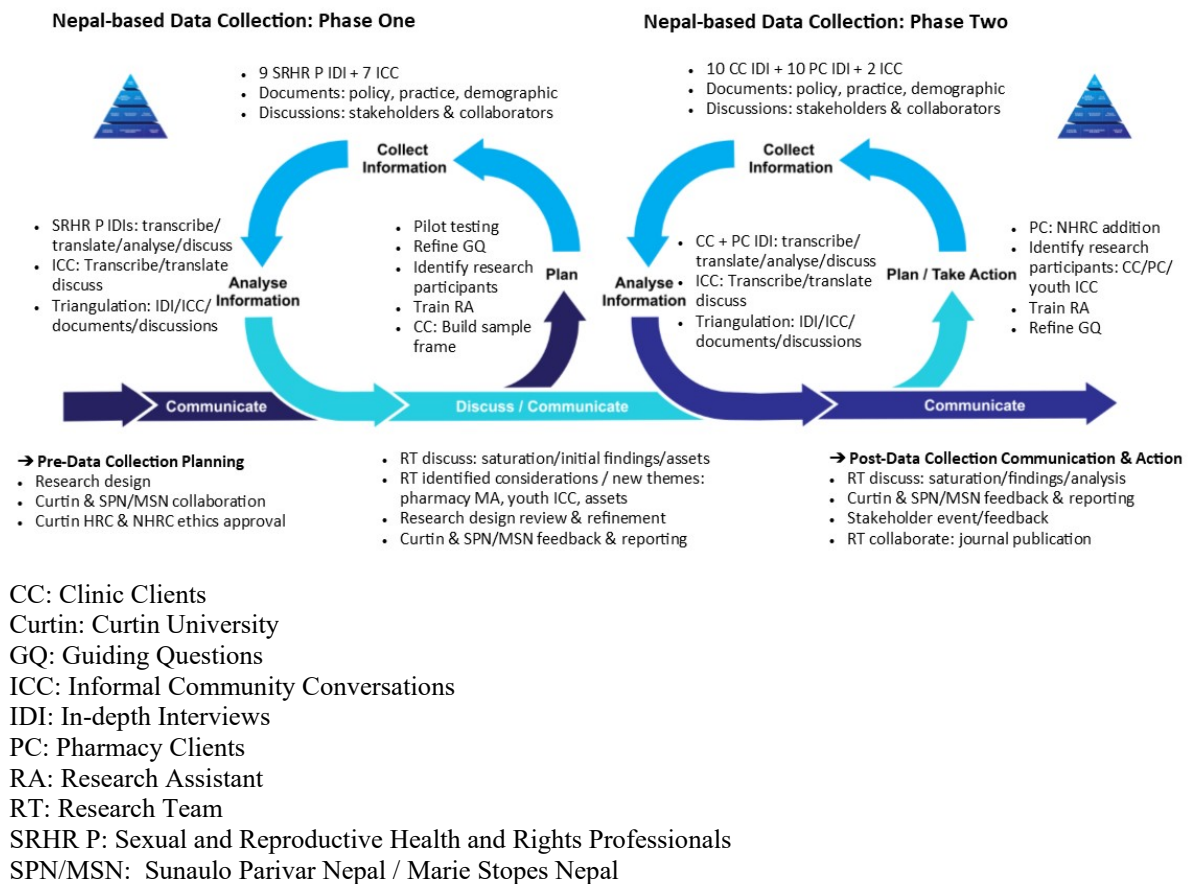 Nepal-based Data Collection: Phase One
Nepal-based Data Collection: Phase Two
• 9 SRHR P IDI + 7 ICC
• Documents: policy, practice, demographic
• Discussions: stakeholders & collaborators
• 10 CC IDI + 10 PC IDI + 2 ICC
• Documents: policy, practice, demographic
• Discussions: stakeholders & collaborators
Collect
Information
Collect
Information
• SRHR P IDIs: transcribe/
translate/analyse/discuss
• ICC: Transcribe/translate
discuss
• Triangulation: IDI/ICC/
documents/discussions
Analyse
Information
• Pilot testing
• Refine GQ
• Identify research
participants
• Train RA
• CC: Build sample
frame
Plan
Analyse
Information
• CC + PC IDI: transcribe/
translate/analyse/discuss
• ICC: Transcribe/translate
discuss
• Triangulation: IDI/ICC/
documents/discussions
Plan / Take Action
• PC: NHRC addition
• Identify research
participants: CC/PC/
youth ICC
• Train RA
• Refine GQ
Communicate
Discuss / Communicate
Communicate
➔ Pre-Data Collection Planning
• Research design
• Curtin & SPN/MSN collaboration
• Curtin HRC & NHRC ethics approval
• RT discuss: saturation/initial findings/assets
• RT identified considerations / new themes:
pharmacy MA, youth ICC, assets
• Research design review & refinement
• Curtin & SPN/MSN feedback & reporting
➔ Post-Data Collection Communication & Action
• RT discuss: saturation/findings/analysis
• Curtin & SPN/MSN feedback & reporting
• Stakeholder event/feedback
• RT collaborate: journal publication
CC: Clinic Clients
Curtin: Curtin University
GQ: Guiding Questions
ICC: Informal Community Conversations
IDI: In-depth Interviews
PC: Pharmacy Clients
RA: Research Assistant
RT: Research Team
SRHR P: Sexual and Reproductive Health and Rights Professionals
SPN/MSN: Sunaulo Parivar Nepal / Marie Stopes Nepal